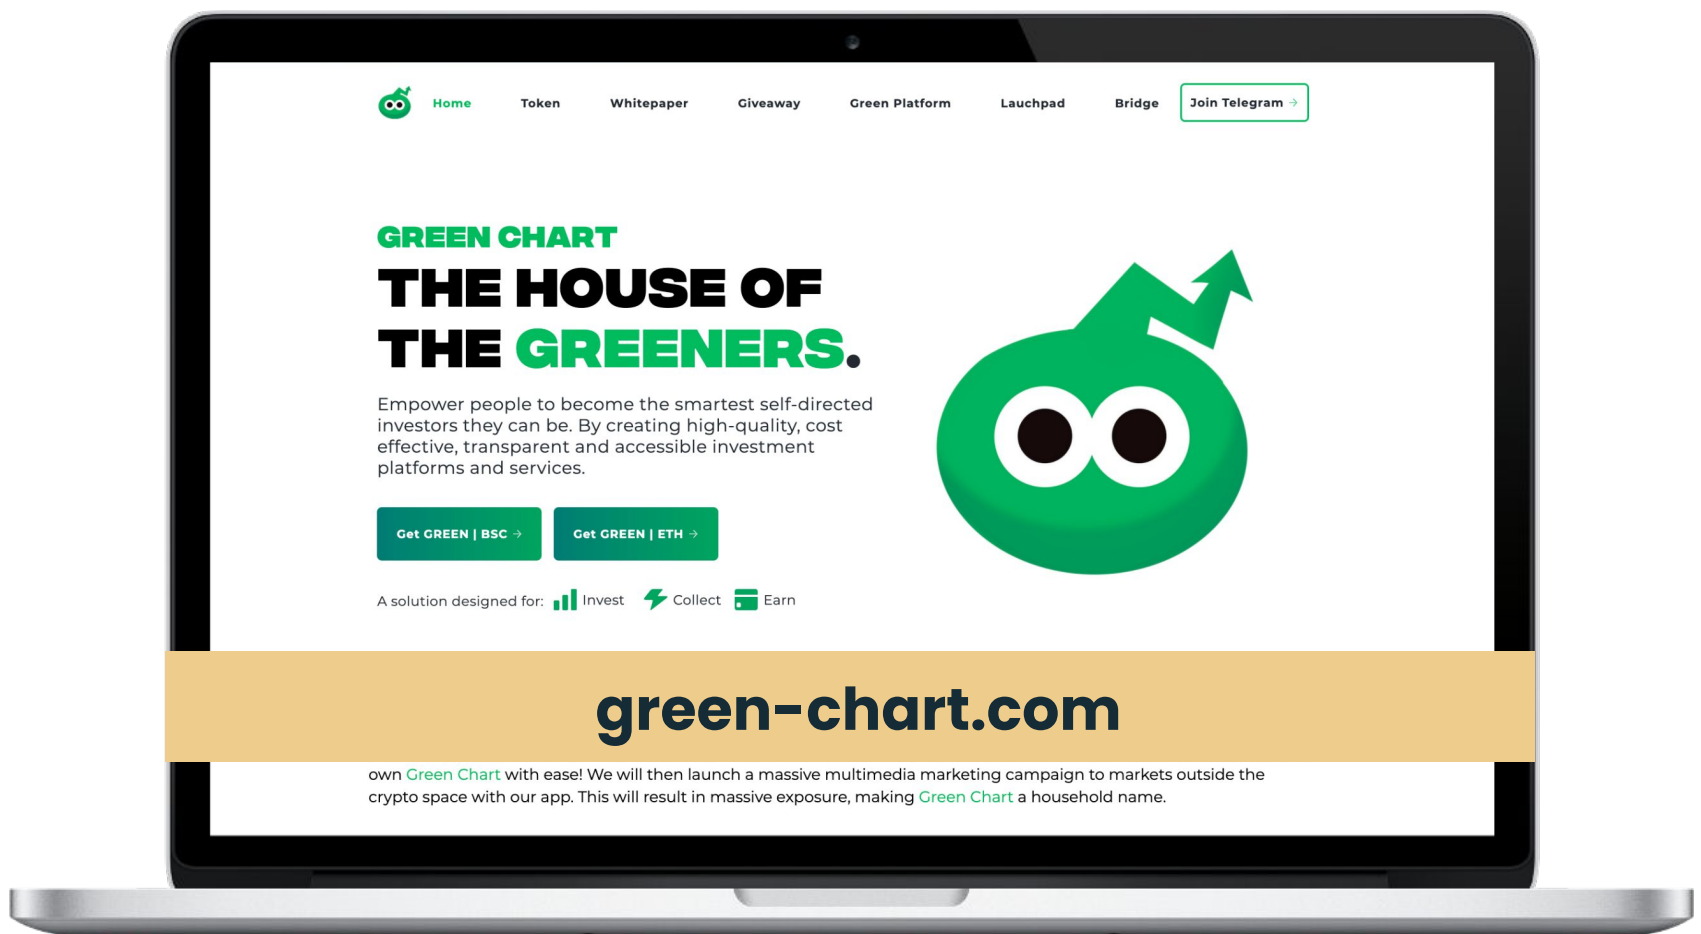 Home Token Whitepaper Giveaway Green Platform Lauchpad Bridge Join Telegram →
GREEN CHART
THE HOUSE OF
THE GREENERS.
Empower people to become the smartest self-directed
investors they can be. By creating high-quality, cost
effective, transparent and accessible investment
platforms and services.
Get GREEN | BSC → Get GREEN | ETH →
A solution designed for: Invest Collect Earn
green-chart.com
own Green Chart with ease! We will then launch a massive multimedia marketing campaign to markets outside the
crypto space with our app. This will result in massive exposure, making Green Chart a household name.